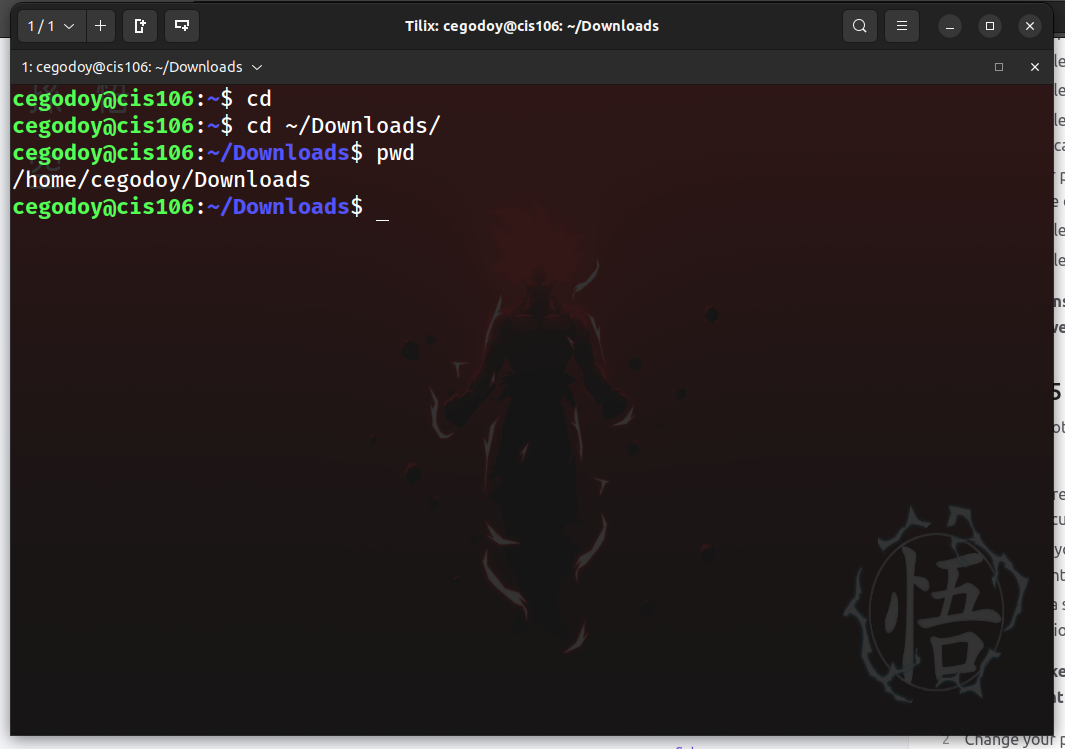 1 / 1
Tilix: cegodoy@cis106: ~/Downloads
1: cegodoy@cis106: ~/Downloads
cegodoy@cis106:~$ cd
cegodoy@cis106:~$ cd ~/Downloads/
cegodoy@cis106:~/Downloads$ pwd
/home/cegodoy/Downloads
cegodoy@cis106:~/Downloads$ _
悟
2 Change your p